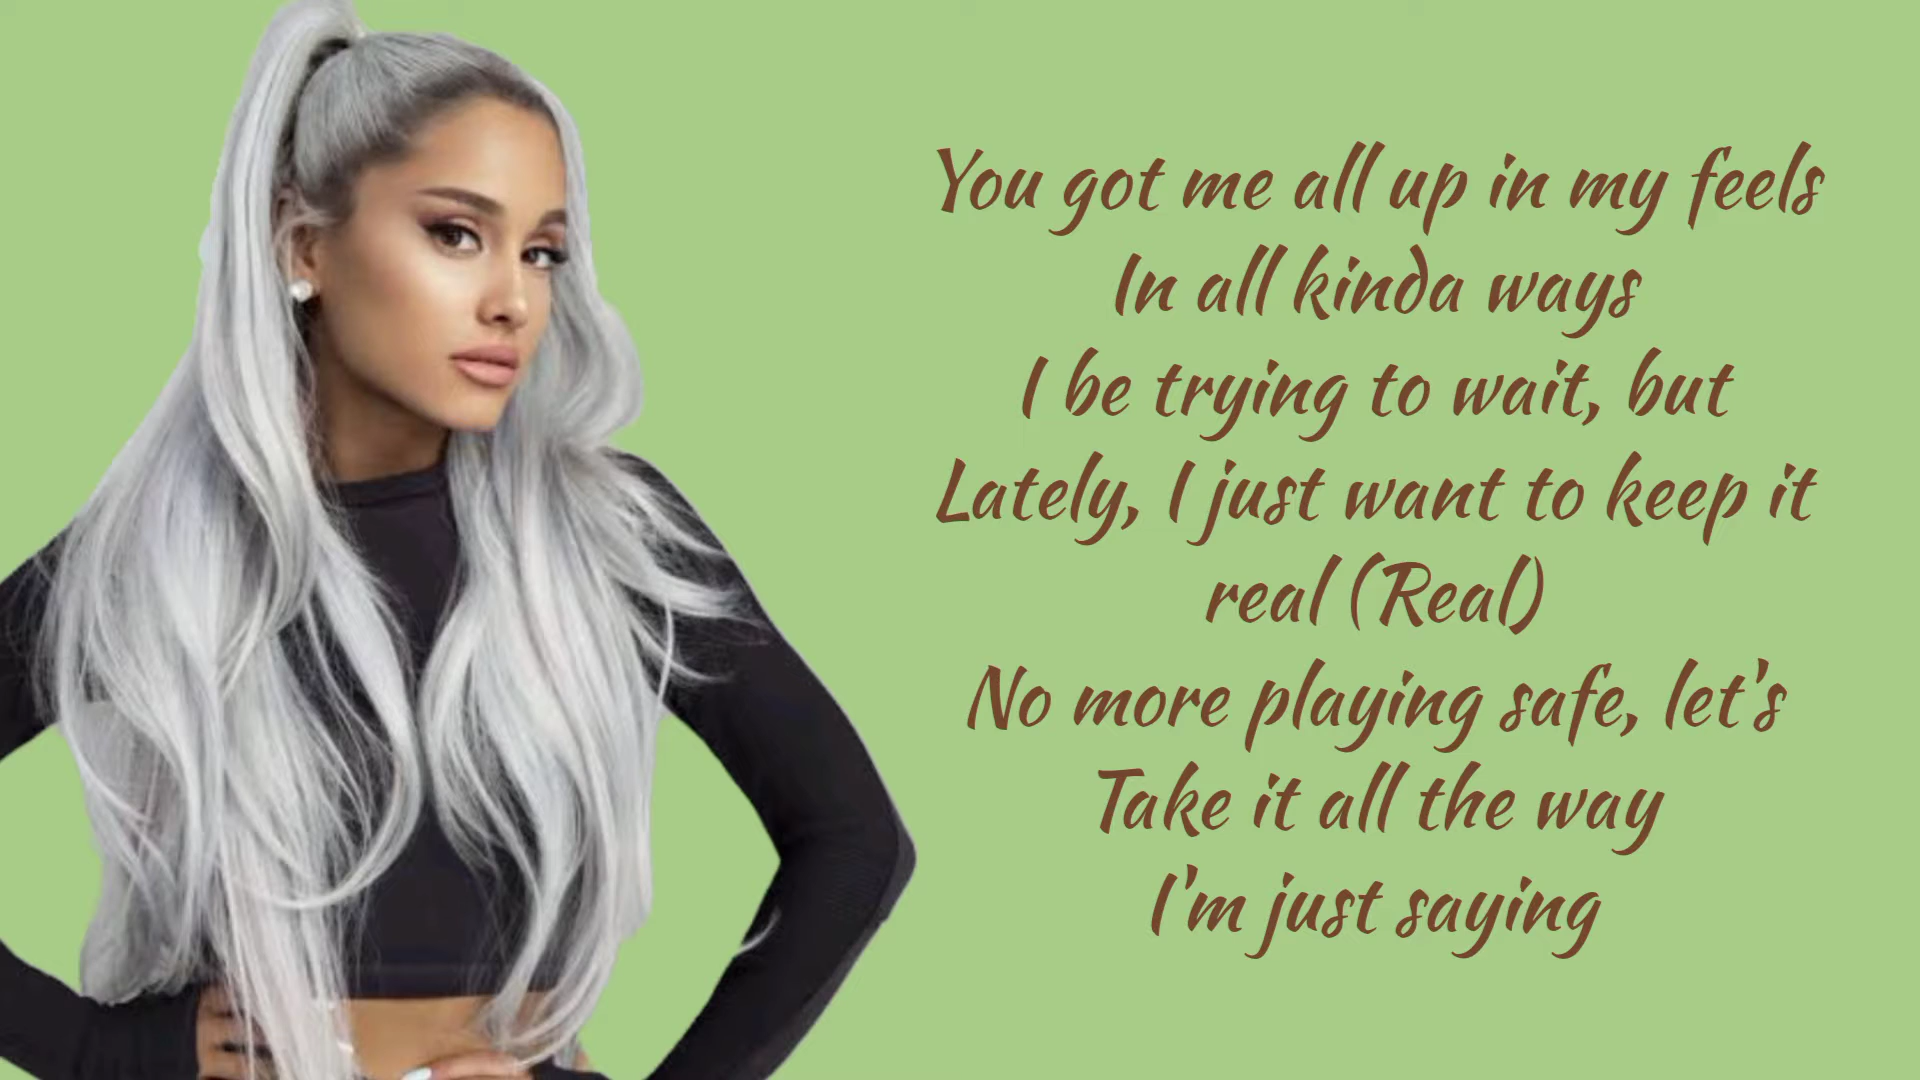 You got me all up in my feels
In all kinda ways
I be trying to wait, but
Lately, I just want to keep it
real (Real)
No more playing safe, let's
Take it all the way
I'm just saying